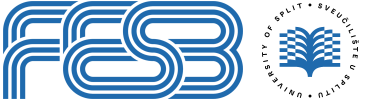 FESB
UNIVERSITY OF SPLIT • SVEUČILIŠTE U SPLITU •